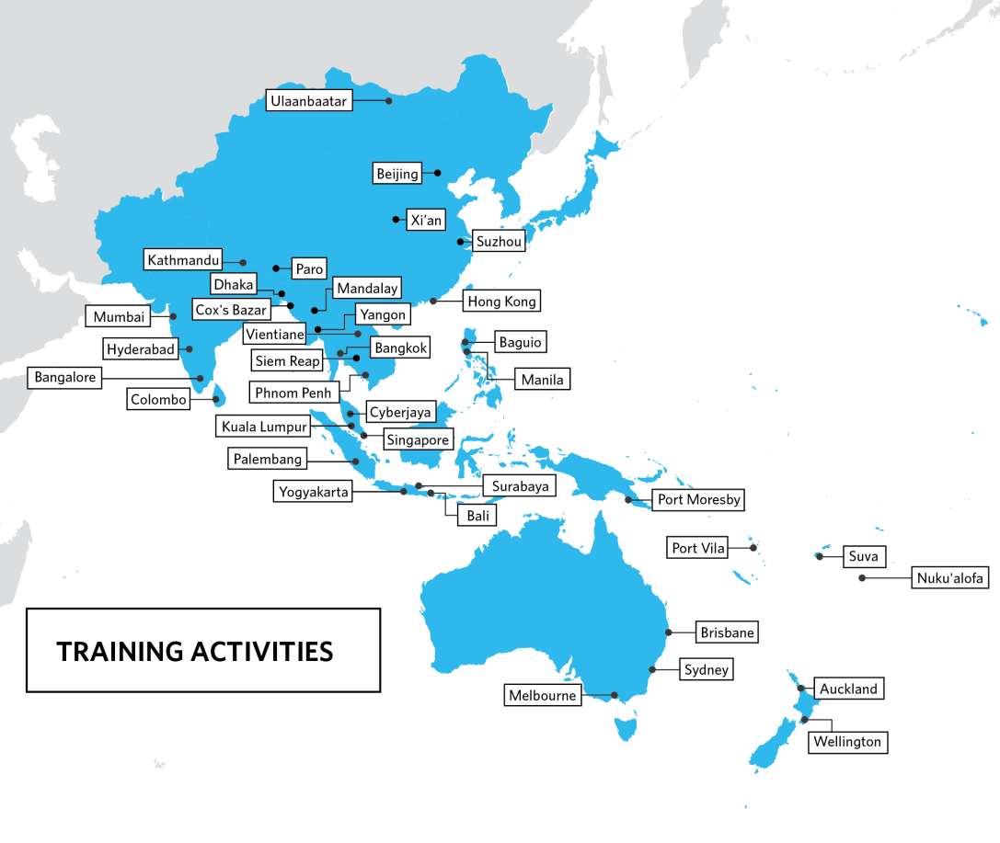 Ulaanbaatar
Beijing
Xi'an
Suzhou
Kathmandu
Paro
Dhaka
Mandalay
Cox's Bazar
Hong Kong
Mumbai
Yangon
Vientiane
Hyderabad
Bangkok
Baguio
Siem Reap
Bangalore
Manila
Phnom Penh
Colombo
Cyberjaya
Kuala Lumpur
Singapore
Palembang
Surabaya
Yogyakarta
Port Moresby
Bali
Port Vila
Suva
Nuku'alofa
Brisbane
TRAINING ACTIVITIES
Sydney
Melbourne
Auckland
Wellington